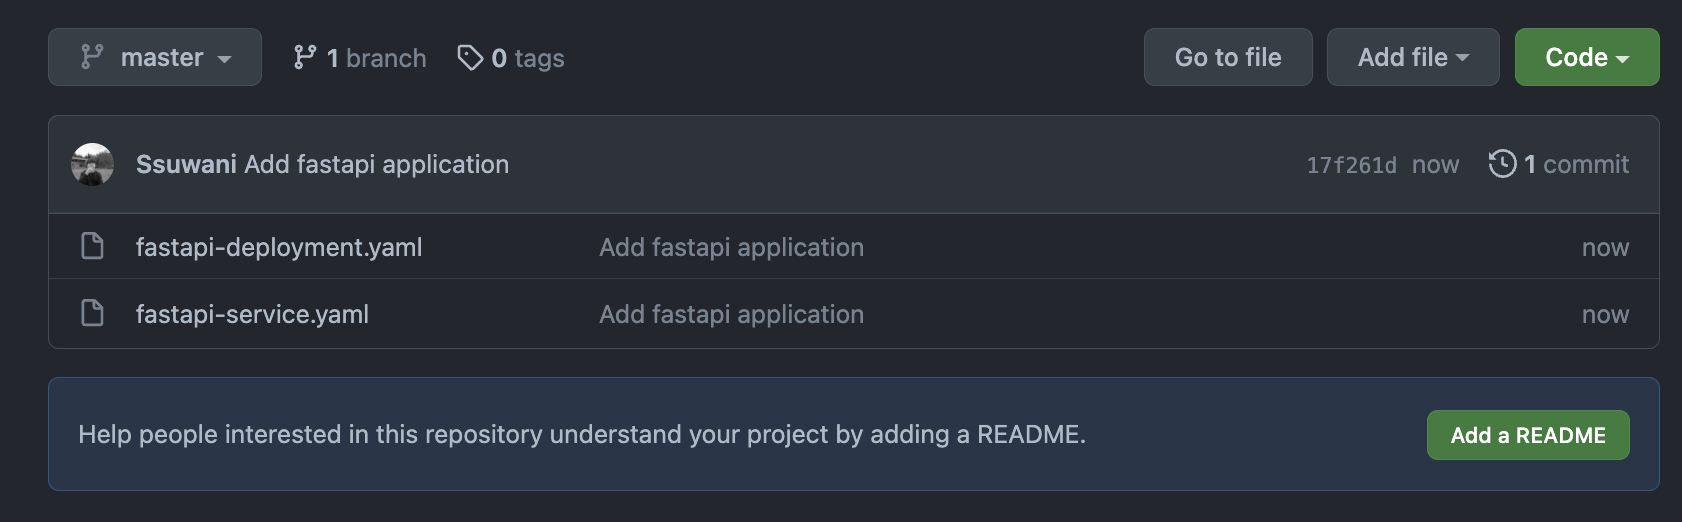 master 1 branch 0 tags Go to file Add file Code
Ssuwani Add fastapi application 17f261d now 1 commit
fastapi-deployment.yaml Add fastapi application now
fastapi-service.yaml Add fastapi application now
Help people interested in this repository understand your project by adding a README. Add a README